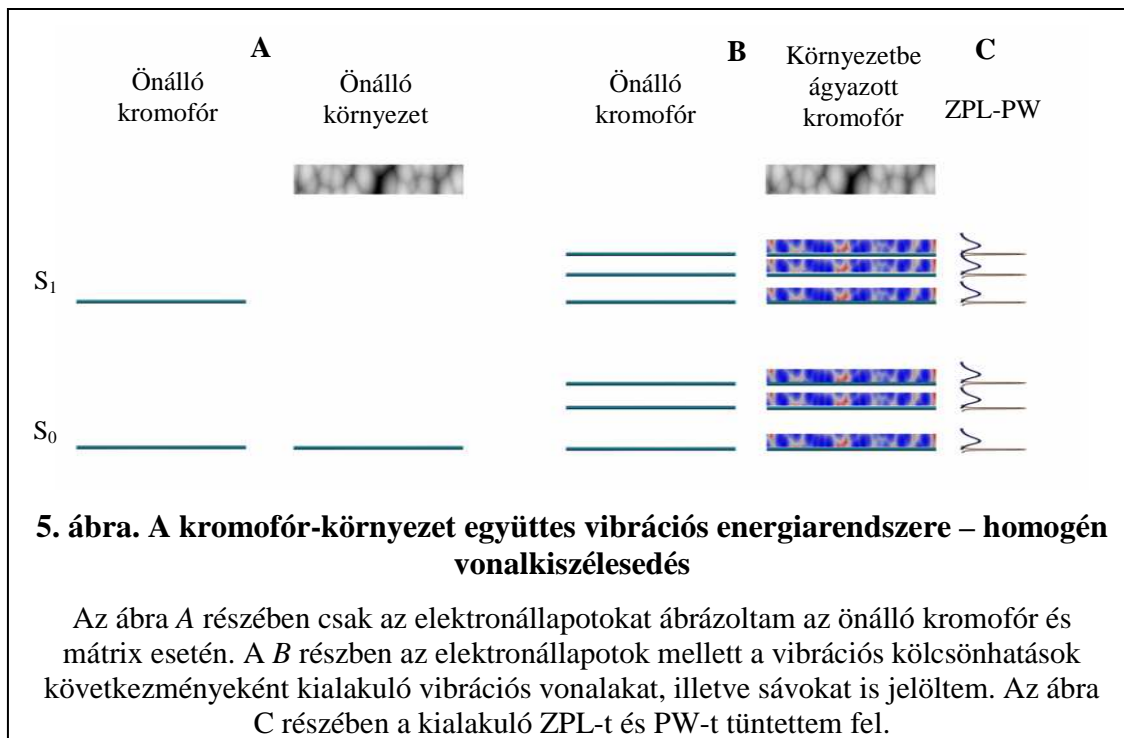 A
Önálló
kromofór
Önálló
környezet
B
Önálló
kromofór
Környezetbe
ágyazott
kromofór
C
ZPL-PW
S₁
S₀
5. ábra. A kromofór-környezet együttes vibrációs energiarendszere – homogén
vonalkiszélesedés
Az ábra A részében csak az elektronállapotokat ábrázoltam az önálló kromofór és
mátrix esetén. A B részben az elektronállapotok mellett a vibrációs kölcsönhatások
következményeként kialakuló vibrációs vonalakat, illetve sávokat is jelöltem. Az ábra
C részében a kialakuló ZPL-t és PW-t tüntettem fel.